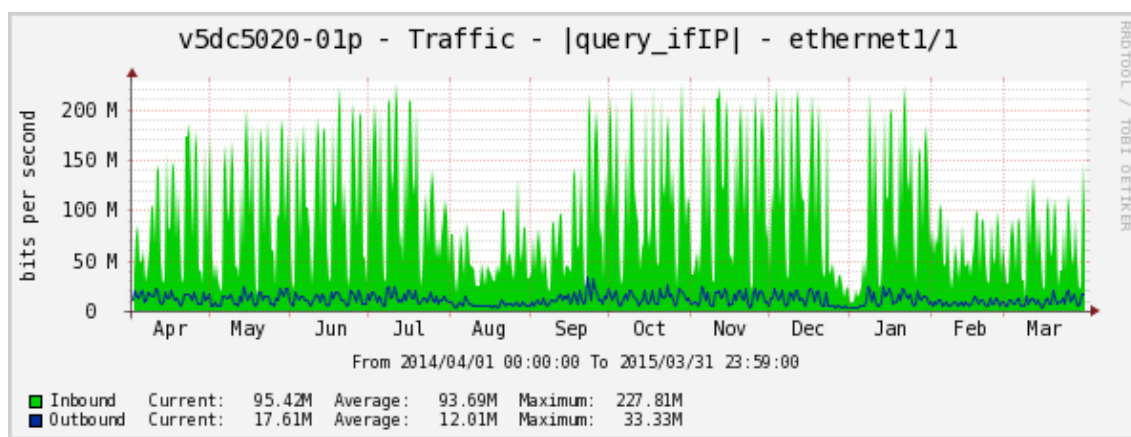 v5dc5020-01p - Traffic - |query_ifIP| - ethernet1/1
RRDTOOL / TOBI OETIKER
bits per second
200 M
150 M
100 M
50 M
0
Apr May Jun Jul Aug Sep Oct Nov Dec Jan Feb Mar
From 2014/04/01 00:00:00 To 2015/03/31 23:59:00
Inbound Current: 95.42M Average: 93.69M Maximum: 227.81M
Outbound Current: 17.61M Average: 12.01M Maximum: 33.33M